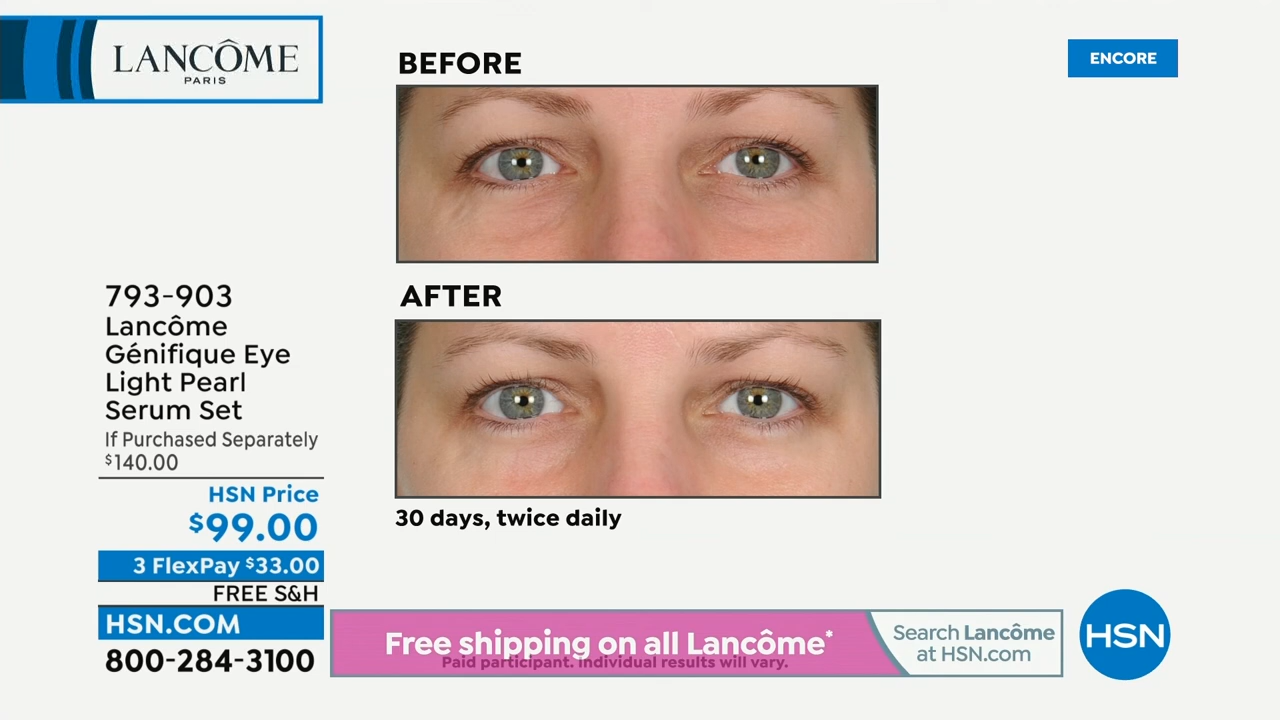 LANCÔME
PARIS
BEFORE
ENCORE
AFTER
793-903
Lancôme
Génifique Eye
Light Pearl
Serum Set
If Purchased Separately
$140.00
HSN Price
$99.00
3 FlexPay $33.00
FREE S&H
HSN.COM
800-284-3100
30 days, twice daily
Free shipping on all Lancôme*
Paid participant. Individual results will vary.
Search Lancôme
at HSN.com
HSN